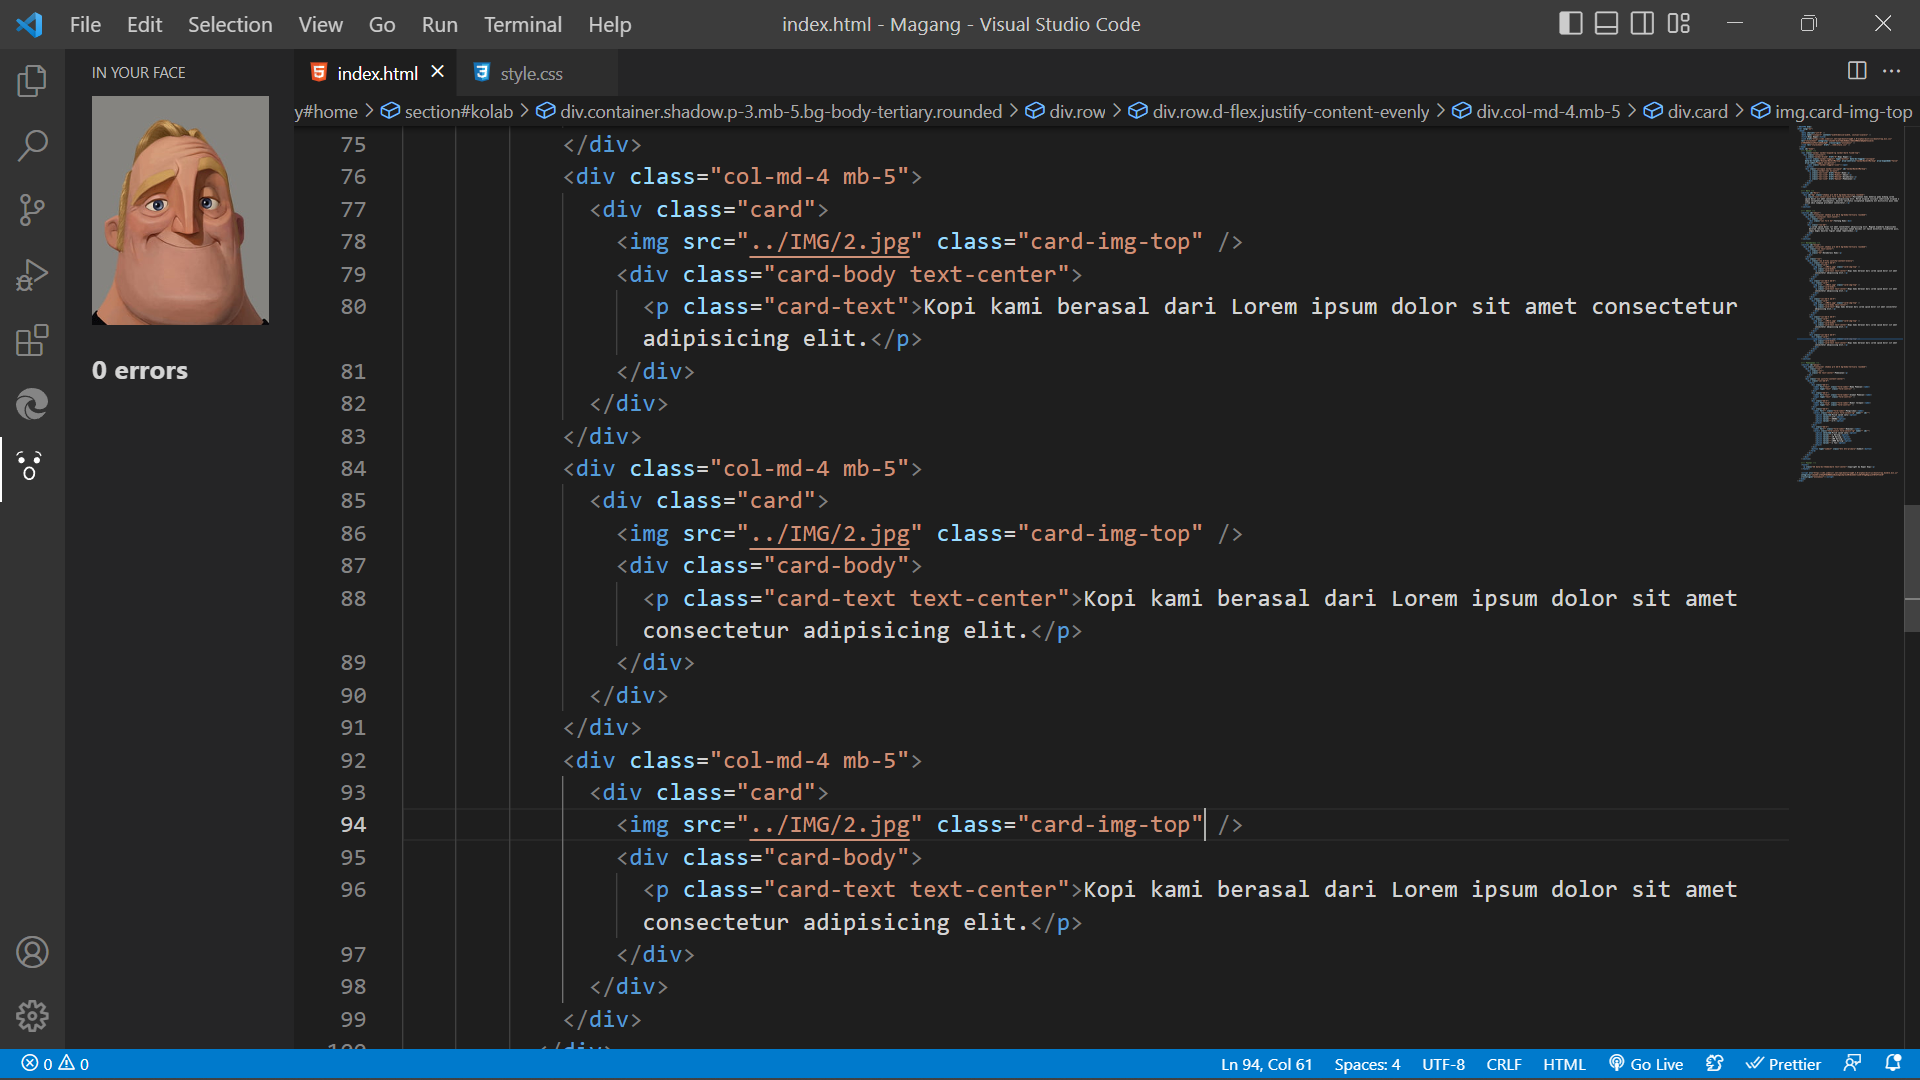 File Edit Selection View Go Run Terminal Help
index.html - Magang - Visual Studio Code
IN YOUR FACE
0 errors
index.html
style.css
y#home > section#kolab > div.container.shadow.p-3.mb-5.bg-body-tertiary.rounded > div.row > div.row.d-flex.justify-content-evenly > div.col-md-4.mb-5 > div.card > img.card-img-top
75 </div>
76 <div class="col-md-4 mb-5">
77 <div class="card">
78 <img src="../IMG/2.jpg" class="card-img-top" />
79 <div class="card-body text-center">
80 <p class="card-text">Kopi kami berasal dari Lorem ipsum dolor sit amet consectetur
adipisicing elit.</p>
81 </div>
82 </div>
83 </div>
84 <div class="col-md-4 mb-5">
85 <div class="card">
86 <img src="../IMG/2.jpg" class="card-img-top" />
87 <div class="card-body">
88 <p class="card-text text-center">Kopi kami berasal dari Lorem ipsum dolor sit amet
consectetur adipisicing elit.</p>
89 </div>
90 </div>
91 </div>
92 <div class="col-md-4 mb-5">
93 <div class="card">
94 <img src="../IMG/2.jpg" class="card-img-top" />
95 <div class="card-body">
96 <p class="card-text text-center">Kopi kami berasal dari Lorem ipsum dolor sit amet
consectetur adipisicing elit.</p>
97 </div>
98 </div>
99 </div>
100 </div>
0 0
Ln 94, Col 61 Spaces: 4 UTF-8 CRLF HTML Go Live Prettier